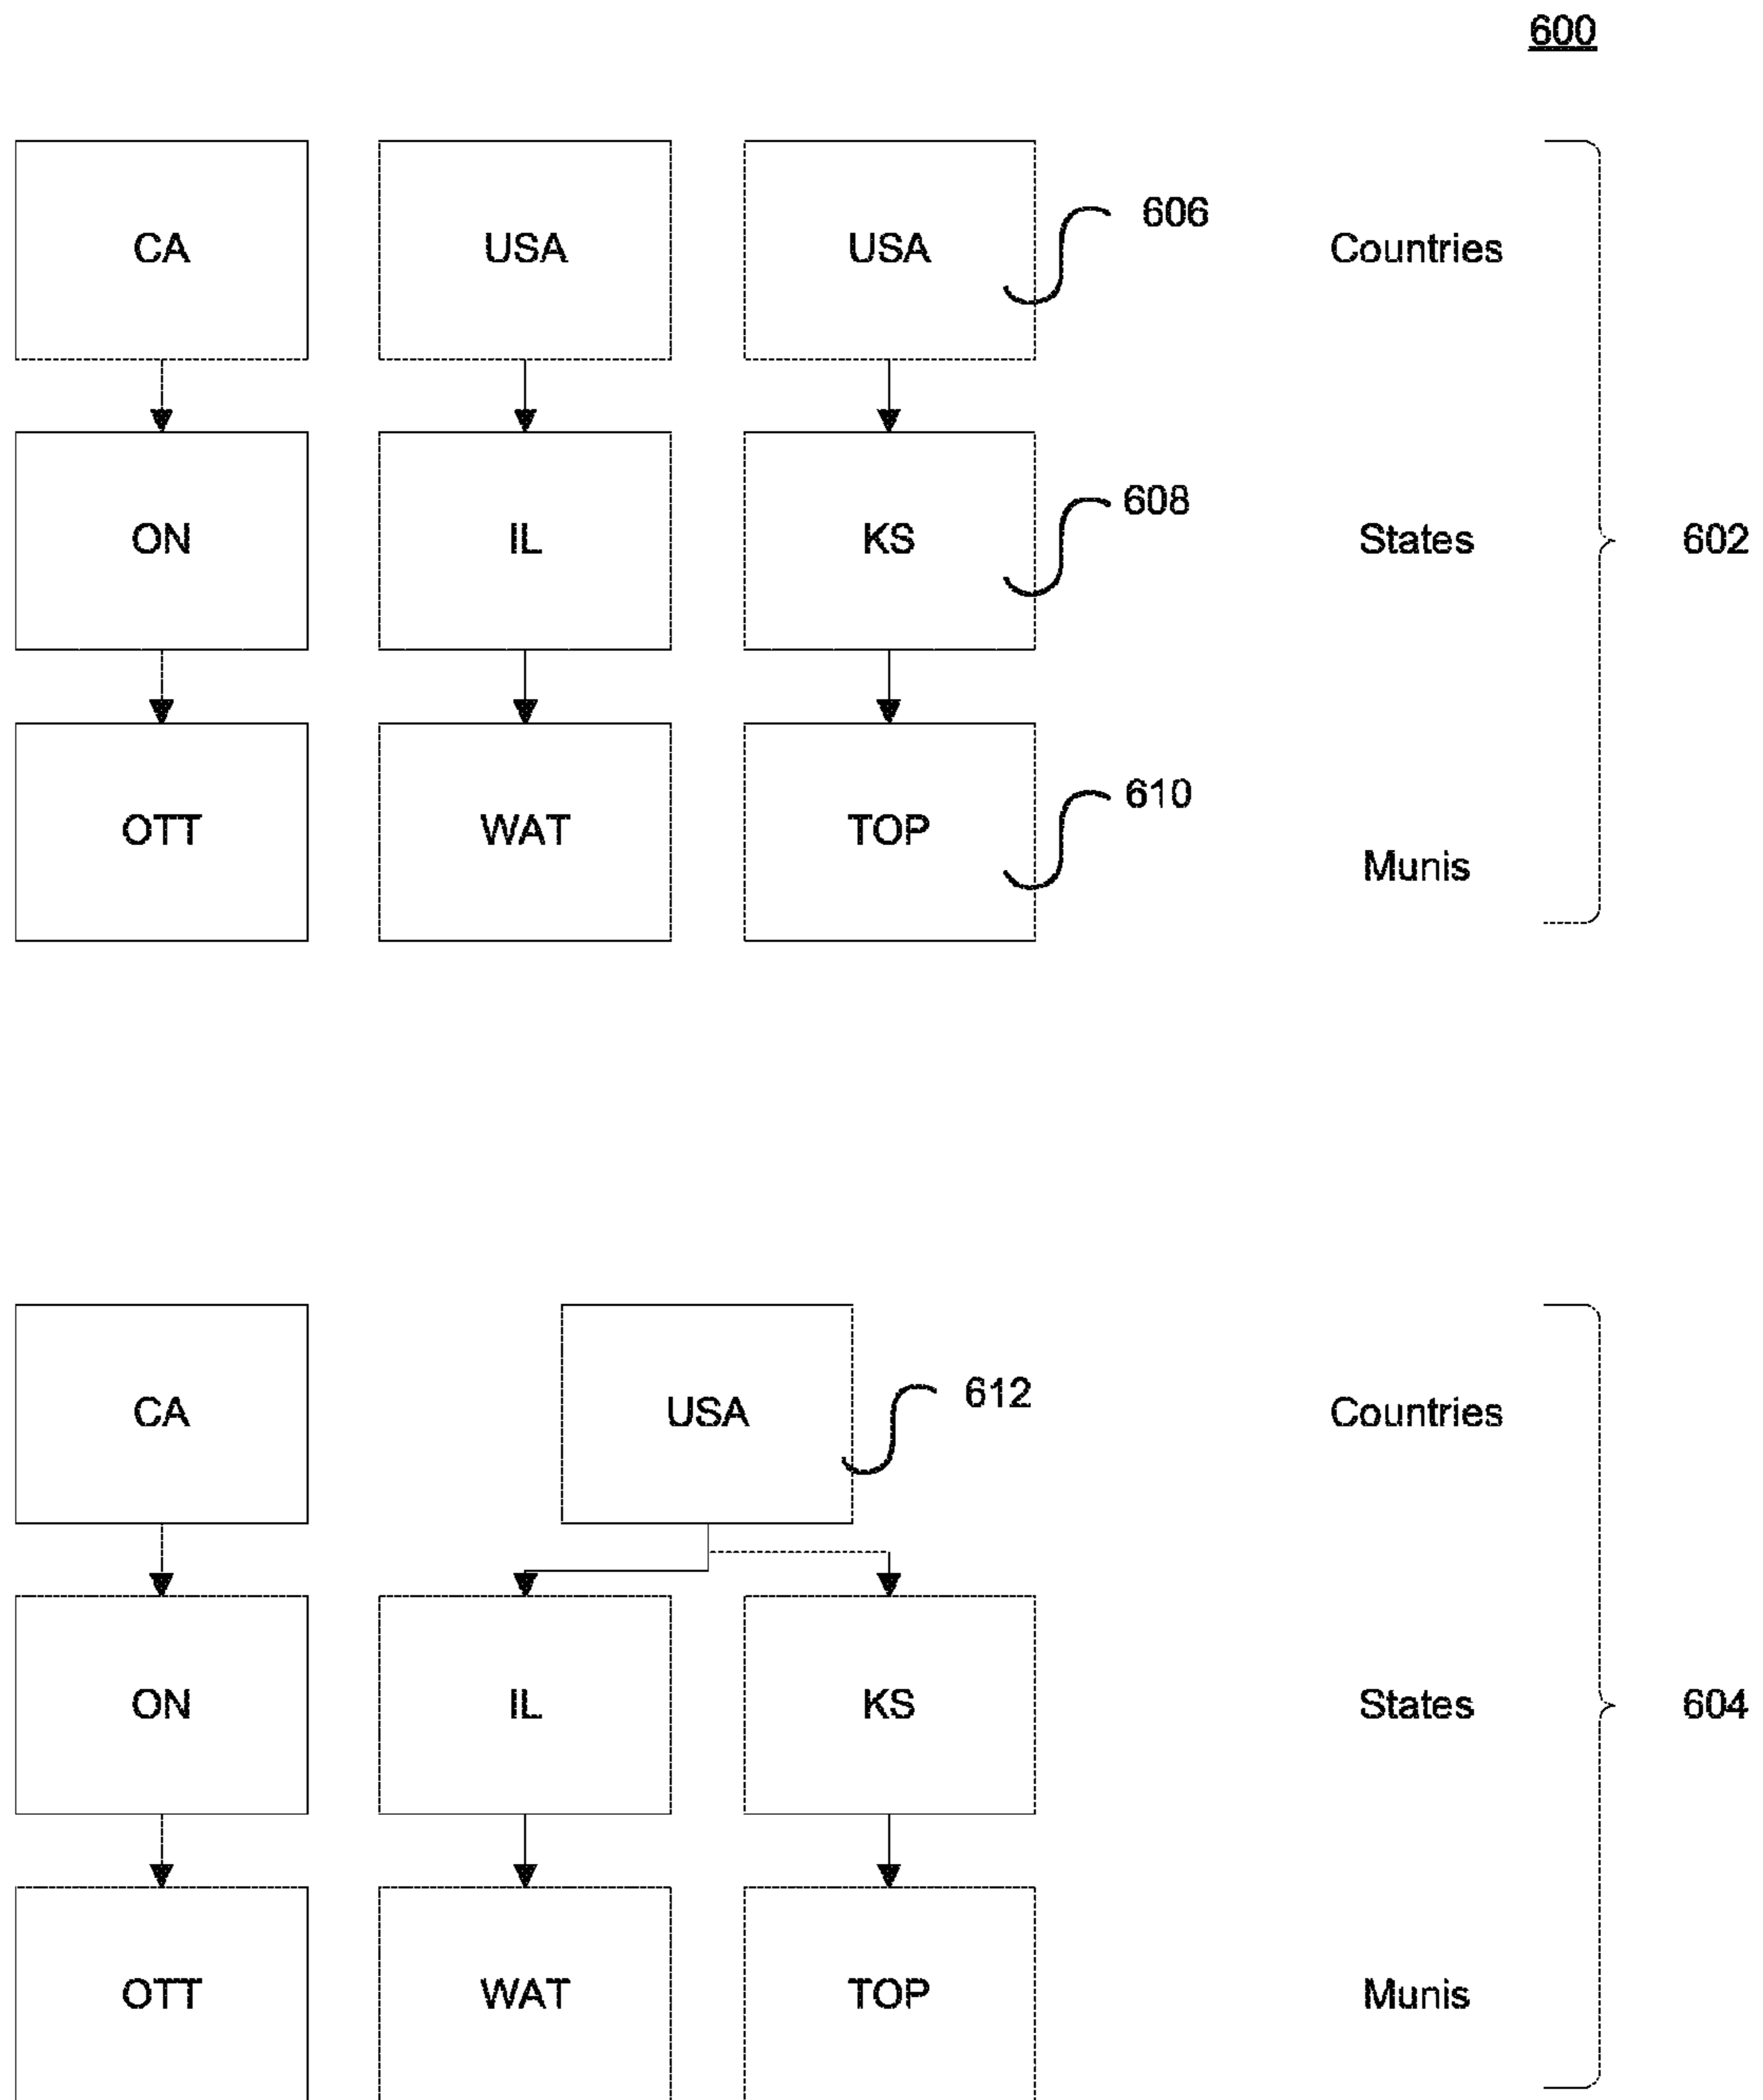 600
CA USA USA 606 Countries
ON IL KS 608 States 602
OTT WAT TOP 610 Munis
CA USA 612 Countries
ON IL KS States 604
OTT WAT TOP Munis